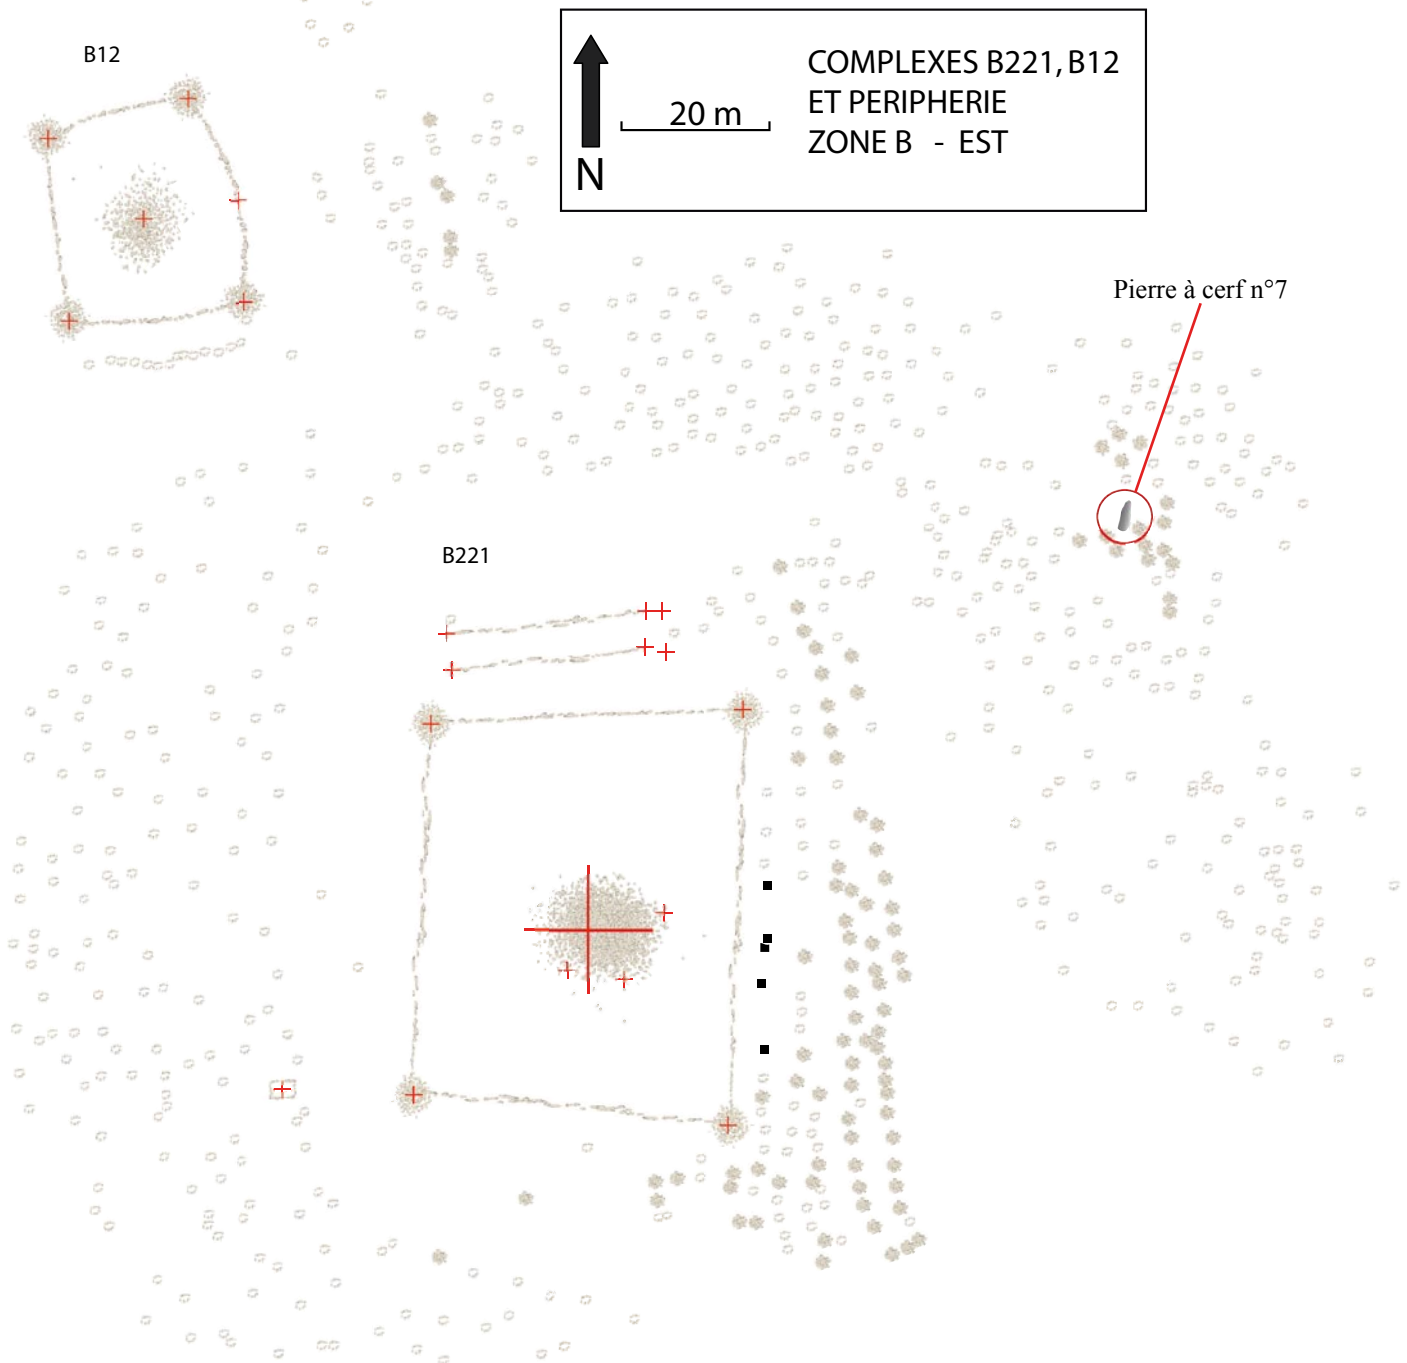 B12
COMPLEXES B221, B12
ET PERIPHERIE
ZONE B - EST
20 m
N
Pierre à cerf n°7
B221